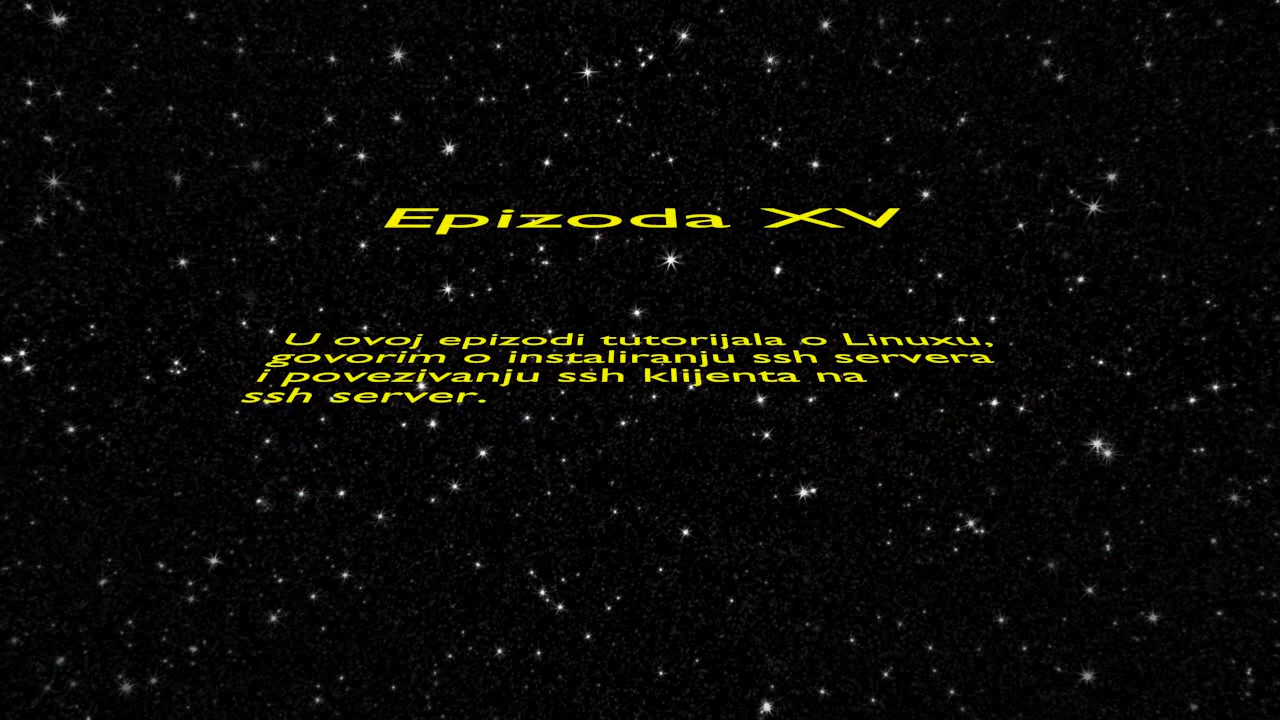 Epizoda XV
U ovoj epizodi tutorijala o Linuxu,
govorim o instaliranju ssh servera
i povezivanju ssh klijenta na
ssh server.